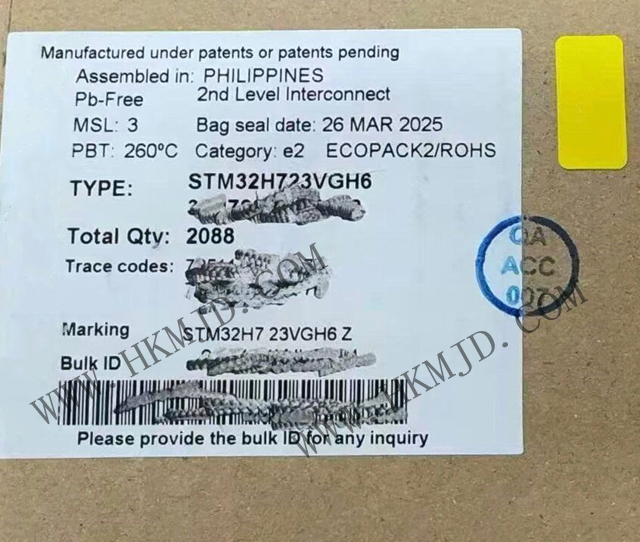 Manufactured under patents or patents pending
Assembled in: PHILIPPINES
Pb-Free 2nd Level Interconnect
MSL: 3 Bag seal date: 26 MAR 2025
PBT: 260ºC Category: e2 ECOPACK2/ROHS
TYPE: STM32H723VGH6
Total Qty: 2088
Trace codes:
Marking STM32H7 23VGH6 Z
Bulk ID
Please provide the bulk ID for any inquiry
QA
ACC
007
WWW.HKMJD.COM
WWW.HKMJD.COM